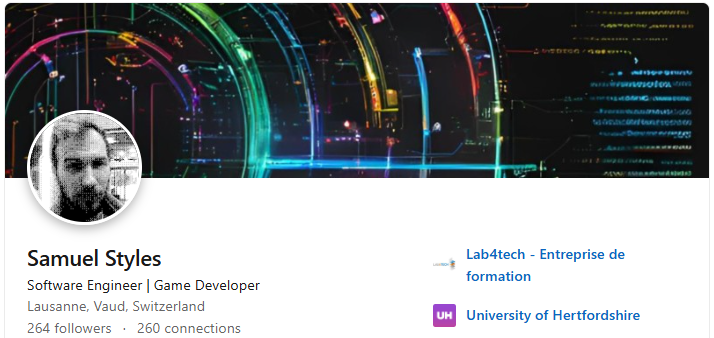 Samuel Styles
Software Engineer | Game Developer
Lausanne, Vaud, Switzerland
264 followers · 260 connections
Lab4tech - Entreprise de
formation
UH
University of Hertfordshire